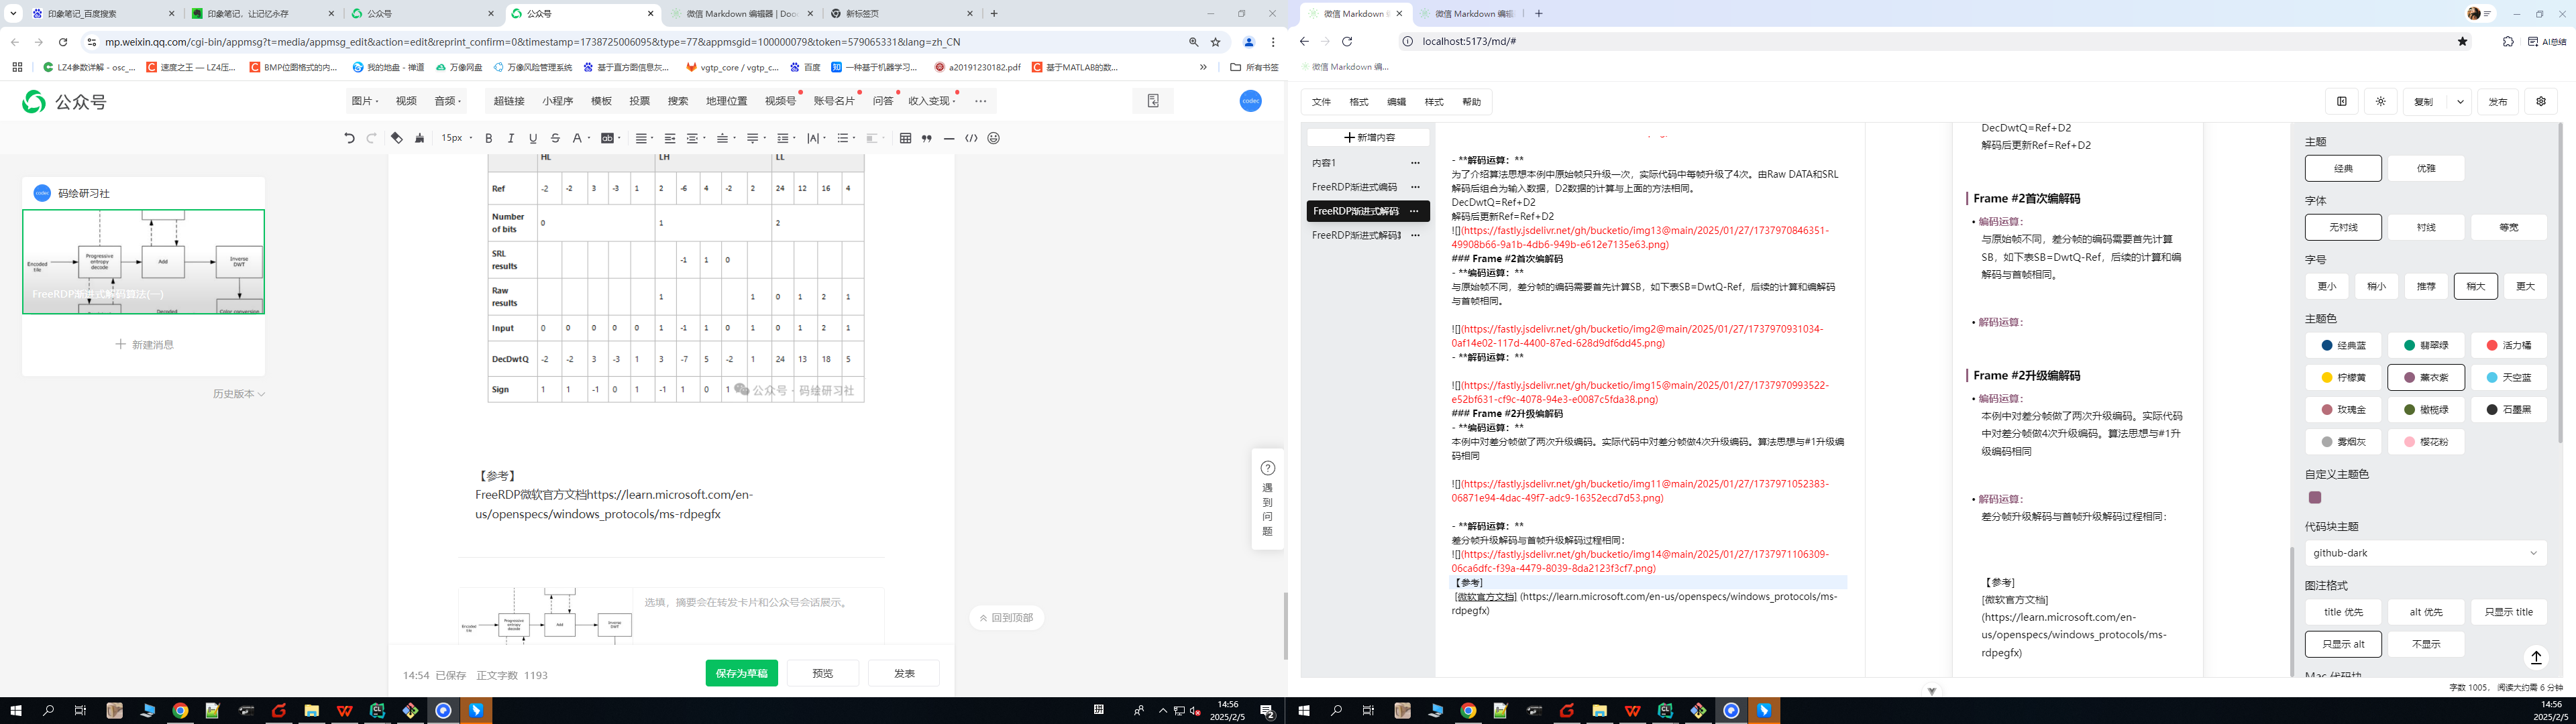 印象笔记_百度搜索
印象笔记，让记忆永存
公众号
公众号
微信 Markdown 编辑器 | Doo
新标签页
mp.weixin.qq.com/cgi-bin/appmsg?t=media/appmsg_edit&action=edit&reprint_confirm=0&timestamp=1738725006095&type=77&appmsgid=100000079&token=579065331&lang=zh_CN
LZ4参数详解 - osc_...
速度之王 — LZ4压...
BMP位图格式的内...
我的地盘 - 禅道
万像网盘
万像风险管理系统
基于直方图信息灰...
vgtp_core / vgtp_c...
百度
一种基于机器学习...
a20191230182.pdf
基于MATLAB的数...
所有书签
公众号
图片
视频
音频
超链接
小程序
模板
投票
搜索
地理位置
视频号
账号名片
问答
收入变现
codec
15px
码绘研习社
FreeRDP渐进式解码算法(一)
Encoded tile
Progressive entropy decode
Add
Inverse DWT
新建消息
历史版本
HL LH LL
Ref -2 -2 3 -3 1 2 -6 4 -2 2 24 12 16 4
Number of bits 0 1 2
SRL results -1 1 0
Raw results 1 1 0 1 2 1
Input 0 0 0 0 0 1 -1 1 0 1 0 1 2 1
DecDwtQ -2 -2 3 -3 1 3 -7 5 -2 1 24 13 18 5
Sign 1 1 -1 0 1 -1 1 0 1
公众号 · 码绘研习社
【参考】
FreeRDP微软官方文档https://learn.microsoft.com/en-
us/openspecs/windows_protocols/ms-rdpegfx
选填，摘要会在转发卡片和公众号会话展示。
遇到问题
回到顶部
14:54 已保存 正文字数 1193
保存为草稿
预览
发表
14:56
2025/2/5
localhost:5173/md/#
AI总结
微信 Markdown 编...
文件
格式
编辑
样式
帮助
复制
发布
新增内容
内容1
FreeRDP渐进式编码
FreeRDP渐进式解码
- **解码运算：**
为了介绍算法思想本例中原始帧只升级一次，实际代码中每帧升级了4次。由Raw DATA和SRL
解码后组合为输入数据，D2数据的计算与上面的方法相同。
DecDwtQ=Ref+D2
解码后更新Ref=Ref+D2
![](https://fastly.jsdelivr.net/gh/bucketio/img13@main/2025/01/27/1737970846351-
49908b66-9a1b-4db6-949b-e612e7135e63.png)
### Frame #2首次编解码
- **编码运算：**
与原始帧不同，差分帧的编码需要首先计算SB，如下表SB=DwtQ-Ref，后续的计算和编解码
与首帧相同。
![](https://fastly.jsdelivr.net/gh/bucketio/img2@main/2025/01/27/1737970931034-
0af14e02-117d-4400-87ed-628d9df6dd45.png)
- **解码运算：**
![](https://fastly.jsdelivr.net/gh/bucketio/img15@main/2025/01/27/1737970993522-
e52bf631-cf9c-4078-94e3-e0087c5fda38.png)
### Frame #2升级编解码
- **编码运算：**
本例中对差分帧做了两次升级编码。实际代码中对差分帧做4次升级编码。算法思想与#1升级编
码相同
![](https://fastly.jsdelivr.net/gh/bucketio/img11@main/2025/01/27/1737971052383-
06871e94-4dac-49f7-adc9-16352ecd7d53.png)
- **解码运算：**
差分帧升级解码与首帧升级解码过程相同：
![](https://fastly.jsdelivr.net/gh/bucketio/img14@main/2025/01/27/1737971106309-
06ca6dfc-f39a-4479-8039-8da2123f3cf7.png)
【参考】
[微软官方文档] (https://learn.microsoft.com/en-us/openspecs/windows_protocols/ms-
rdpegfx)
DecDwtQ=Ref+D2
解码后更新Ref=Ref+D2
Frame #2首次编解码
• 编码运算：
与原始帧不同，差分帧的编码需要首先计算
SB，如下表SB=DwtQ-Ref，后续的计算和编
解码与首帧相同。
• 解码运算：
Frame #2升级编解码
• 编码运算：
本例中对差分帧做了两次升级编码。实际代码
中对差分帧做4次升级编码。算法思想与#1升
级编码相同
• 解码运算：
差分帧升级解码与首帧升级解码过程相同：
【参考】
[微软官方文档]
(https://learn.microsoft.com/en-
us/openspecs/windows_protocols/ms-
rdpegfx)
主题
经典
优雅
字体
无衬线
衬线
等宽
字号
更小
稍小
推荐
稍大
更大
主题色
经典蓝
翡翠绿
活力橘
柠檬黄
薰衣紫
天空蓝
玫瑰金
橄榄绿
石墨黑
雾烟灰
樱花粉
自定义主题色
代码块主题
github-dark
图注格式
title 优先
alt 优先
只显示 title
只显示 alt
不显示
Mac 代码块
字数 1005， 阅读大约需 6 分钟
14:56
2025/2/5